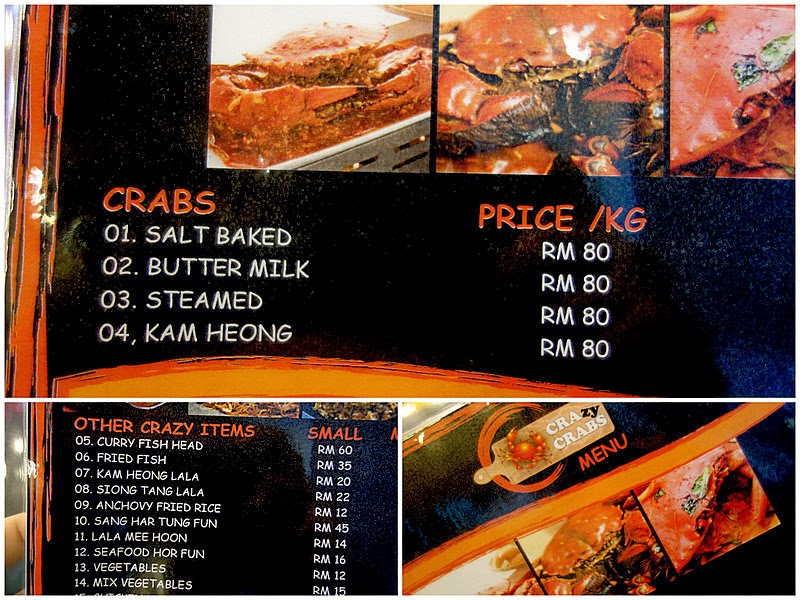 CRABS PRICE /KG
01. SALT BAKED RM 80
02. BUTTER MILK RM 80
03. STEAMED RM 80
04, KAM HEONG RM 80
OTHER CRAZY ITEMS SMALL
05. CURRY FISH HEAD RM 60
06. FRIED FISH RM 35
07. KAM HEONG LALA RM 20
08. SIONG TANG LALA RM 22
09. ANCHOVY FRIED RICE RM 12
10. SANG HAR TUNG FUN RM 45
11. LALA MEE HOON RM 14
12. SEAFOOD HOR FUN RM 16
13. VEGETABLES RM 12
14. MIX VEGETABLES RM 15
CRAzy
CRABS
MENU